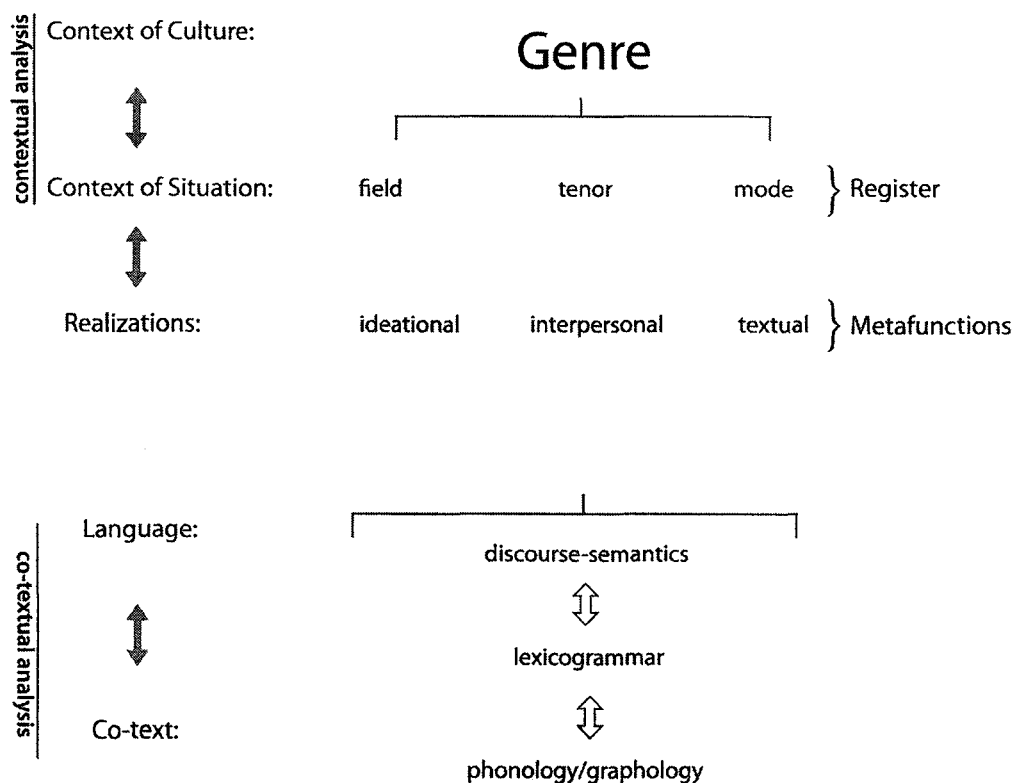 contextual analysis
Context of Culture:
Genre
Context of Situation:
field
tenor
mode
} Register
Realizations:
ideational
interpersonal
textual
} Metafunctions
co-textual analysis
Language:
discourse-semantics
lexicogrammar
Co-text:
phonology/graphology